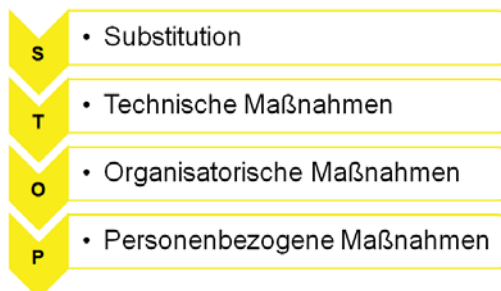 S • Substitution
T • Technische Maßnahmen
O • Organisatorische Maßnahmen
P • Personenbezogene Maßnahmen